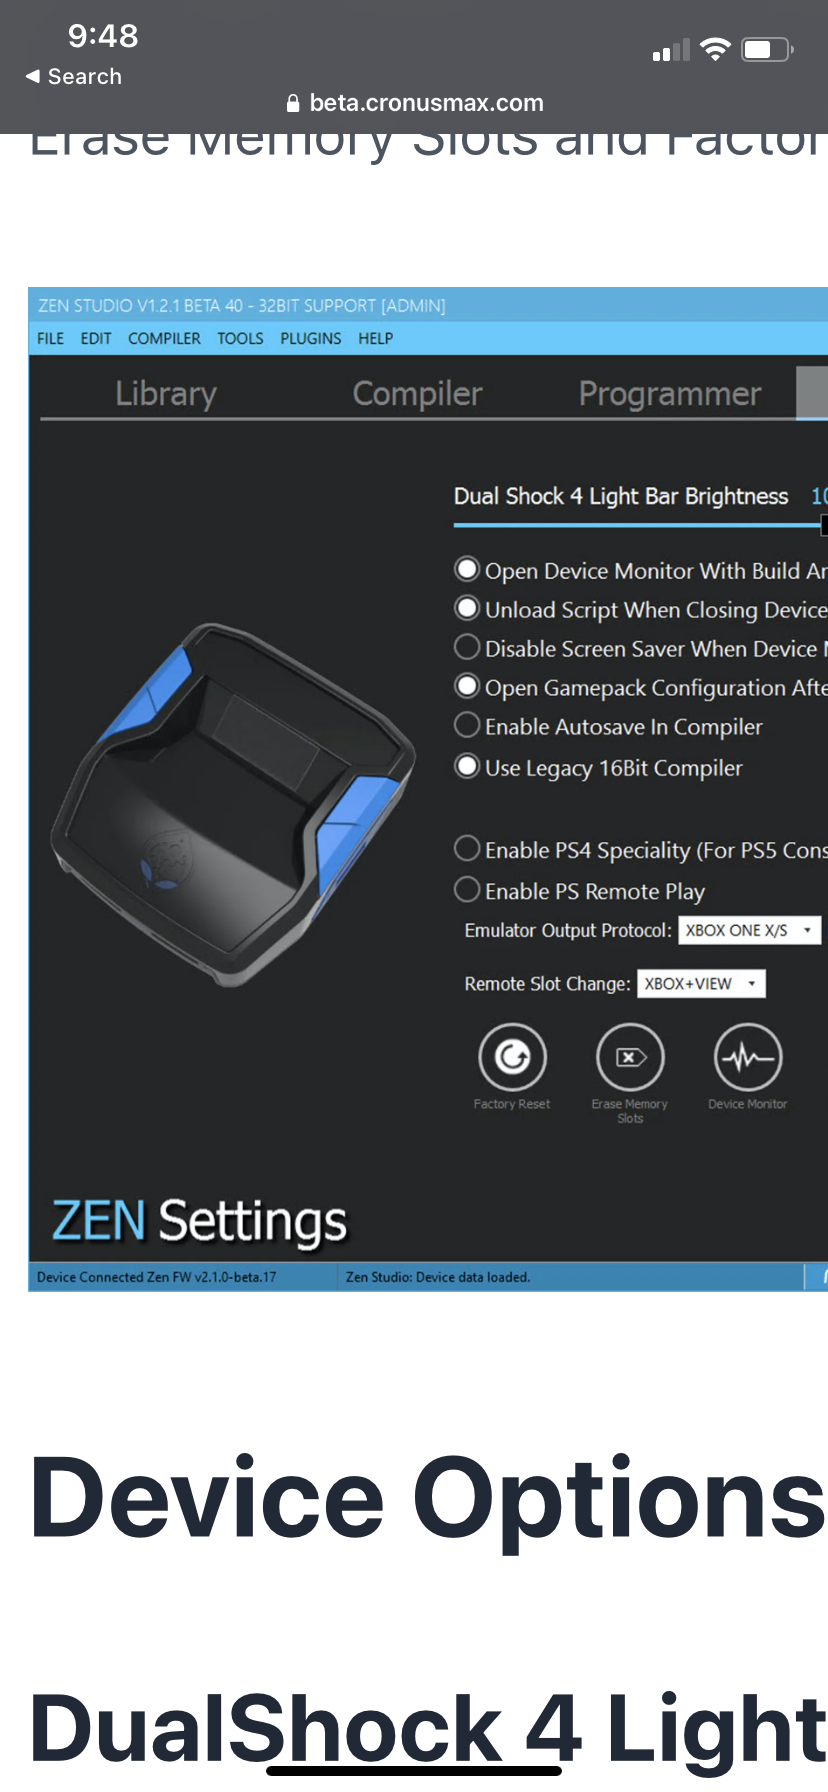 9:48
Search
beta.cronusmax.com
Erase Memory Slots and Factor
ZEN STUDIO V1.2.1 BETA 40 - 32BIT SUPPORT [ADMIN]
FILE EDIT COMPILER TOOLS PLUGINS HELP
Library Compiler Programmer
Dual Shock 4 Light Bar Brightness 10
Open Device Monitor With Build An
Unload Script When Closing Device
Disable Screen Saver When Device
Open Gamepack Configuration Afte
Enable Autosave In Compiler
Use Legacy 16Bit Compiler
Enable PS4 Speciality (For PS5 Cons
Enable PS Remote Play
Emulator Output Protocol: XBOX ONE X/S
Remote Slot Change: XBOX+VIEW
Factory Reset
Erase Memory
Slots
Device Monitor
ZEN Settings
Device Connected Zen FW v2.1.0-beta.17 Zen Studio: Device data loaded.
Device Options
DualShock 4 Light